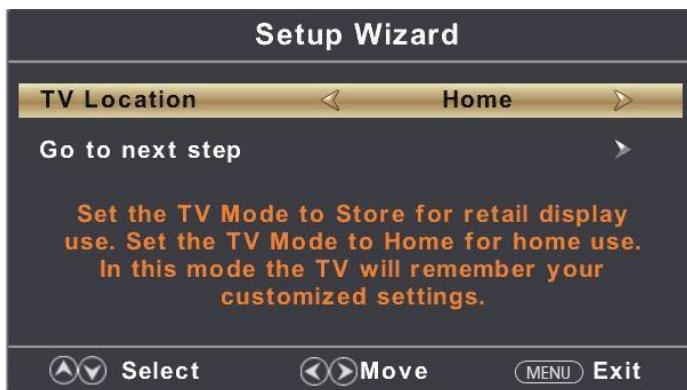 Setup Wizard
TV Location Home
Go to next step
Set the TV Mode to Store for retail display
use. Set the TV Mode to Home for home use.
In this mode the TV will remember your
customized settings.
Select Move MENU Exit